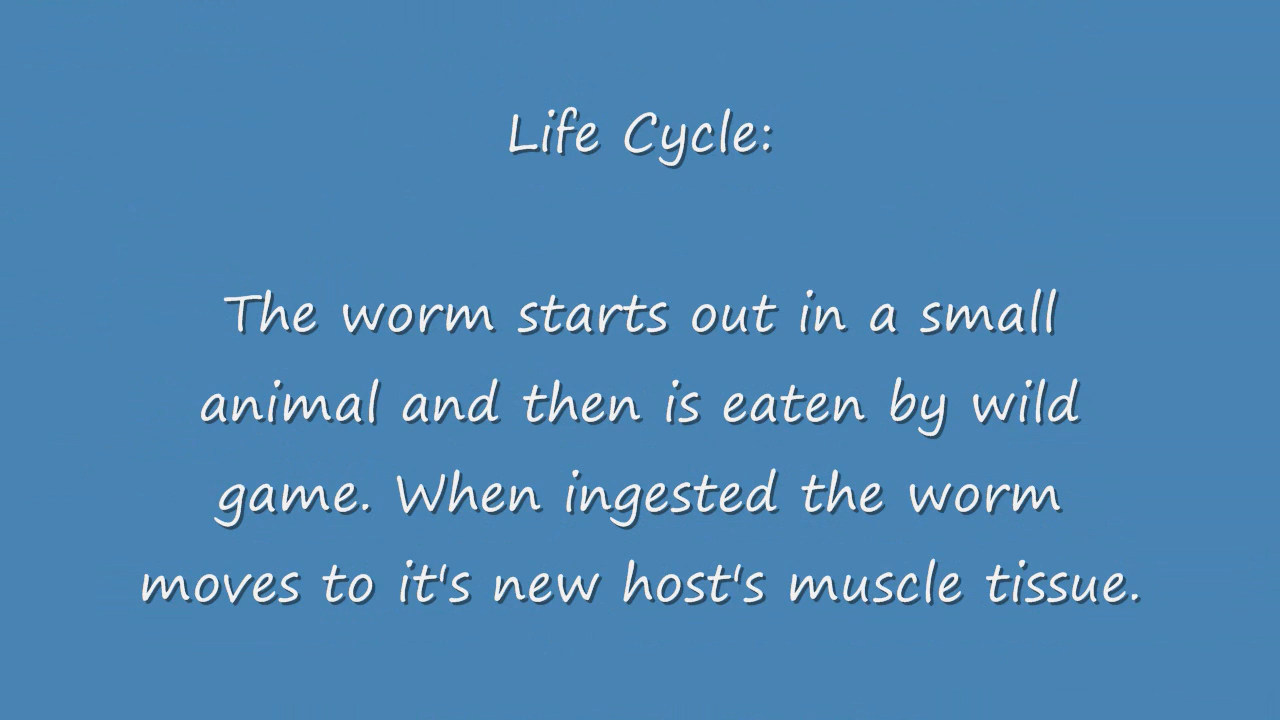 Life Cycle:
The worm starts out in a small
animal and then is eaten by wild
game. When ingested the worm
moves to it's new host's muscle tissue.